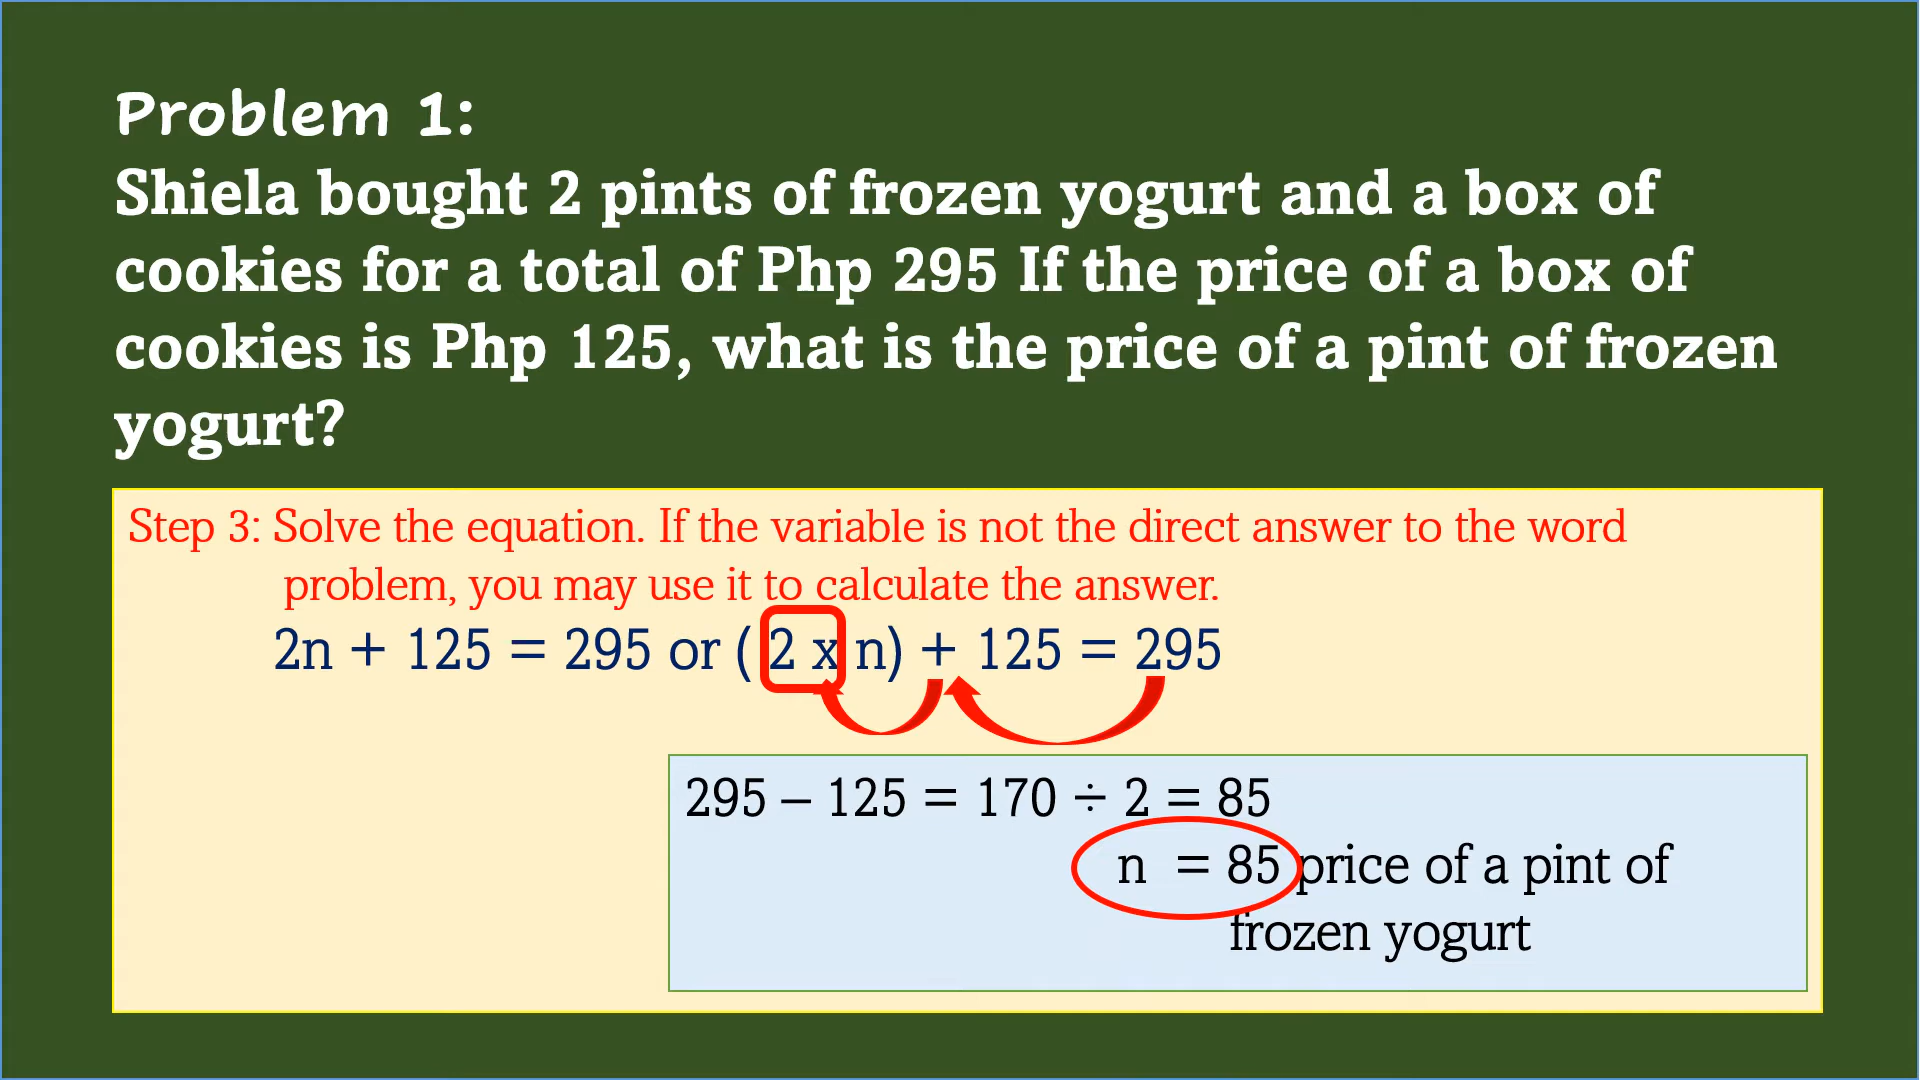 Problem 1:
Shiela bought 2 pints of frozen yogurt and a box of
cookies for a total of Php 295 If the price of a box of
cookies is Php 125, what is the price of a pint of frozen
yogurt?
Step 3: Solve the equation. If the variable is not the direct answer to the word
problem, you may use it to calculate the answer.
2n + 125 = 295 or ( 2 x n) + 125 = 295
295 – 125 = 170 ÷ 2 = 85
n = 85 price of a pint of
frozen yogurt